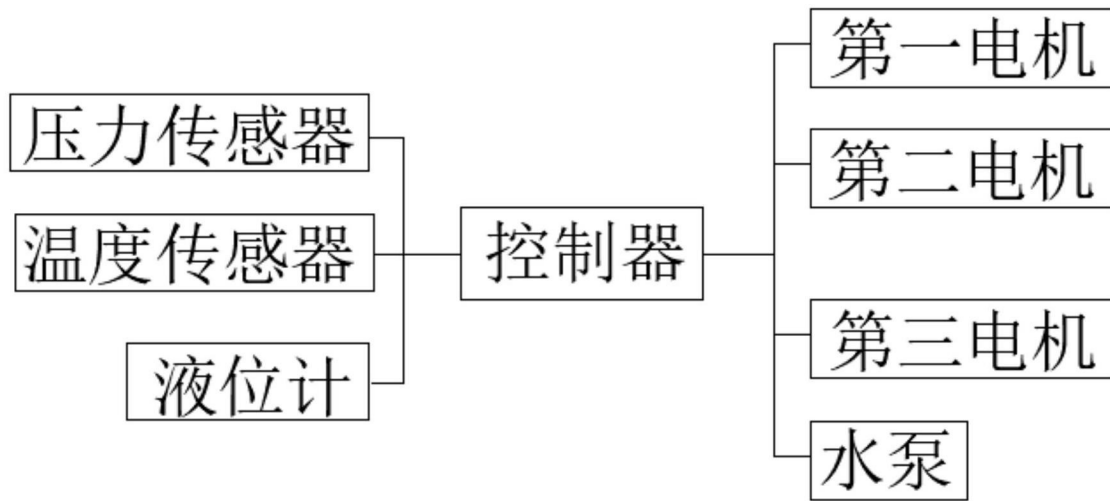 压力传感器
温度传感器
液位计
控制器
第一电机
第二电机
第三电机
水泵